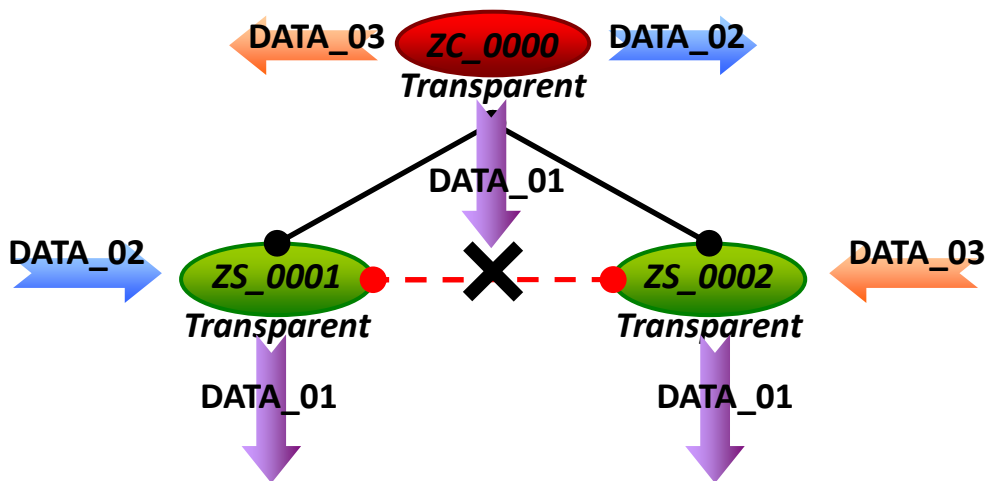 DATA_03
ZC_0000
DATA_02
Transparent
DATA_01
DATA_02
ZS_0001
ZS_0002
DATA_03
Transparent
Transparent
DATA_01
DATA_01